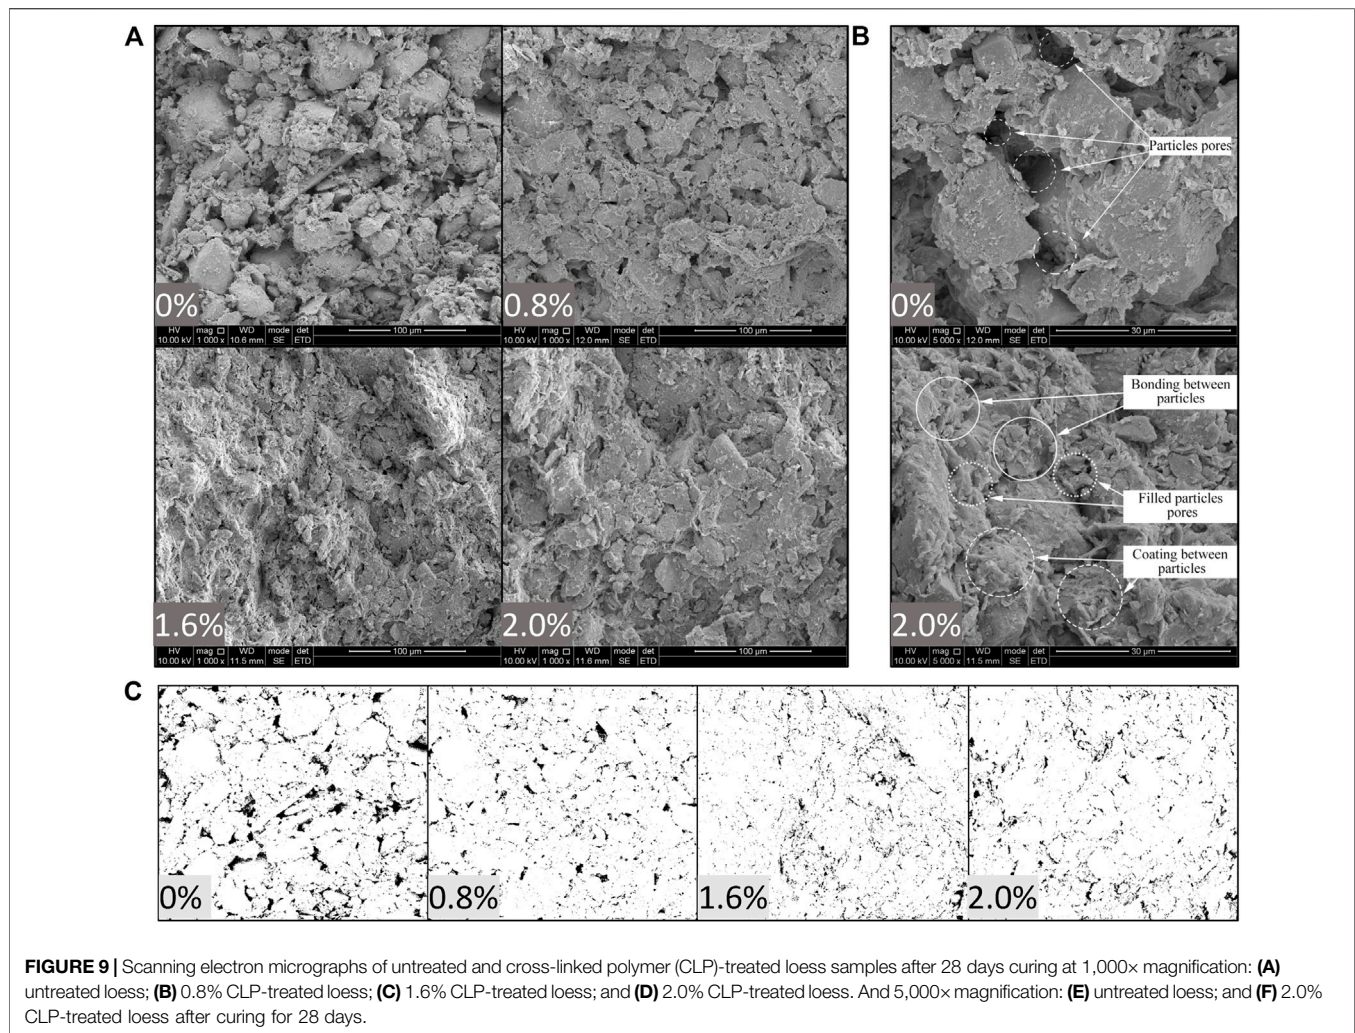 A
B
0%
HV mag □ WD mode det
10.00 kV 1 000 x 10.6 mm SE ETD
100 µm
0.8%
HV mag □ WD mode det
10.00 kV 1 000 x 12.0 mm SE ETD
100 µm
1.6%
HV mag □ WD mode det
10.00 kV 1 000 x 11.5 mm SE ETD
100 µm
2.0%
HV mag □ WD mode det
10.00 kV 1 000 x 11.6 mm SE ETD
100 µm
Particles pores
0%
HV mag □ WD mode det
10.00 kV 5 000 x 12.0 mm SE ETD
30 µm
Bonding between
particles
Filled particles
pores
Coating between
particles
2.0%
HV mag □ WD mode det
10.00 kV 5 000 x 11.5 mm SE ETD
30 µm
C
0%
0.8%
1.6%
2.0%
FIGURE 9 | Scanning electron micrographs of untreated and cross-linked polymer (CLP)-treated loess samples after 28 days curing at 1,000× magnification: (A)
untreated loess; (B) 0.8% CLP-treated loess; (C) 1.6% CLP-treated loess; and (D) 2.0% CLP-treated loess. And 5,000× magnification: (E) untreated loess; and (F) 2.0%
CLP-treated loess after curing for 28 days.